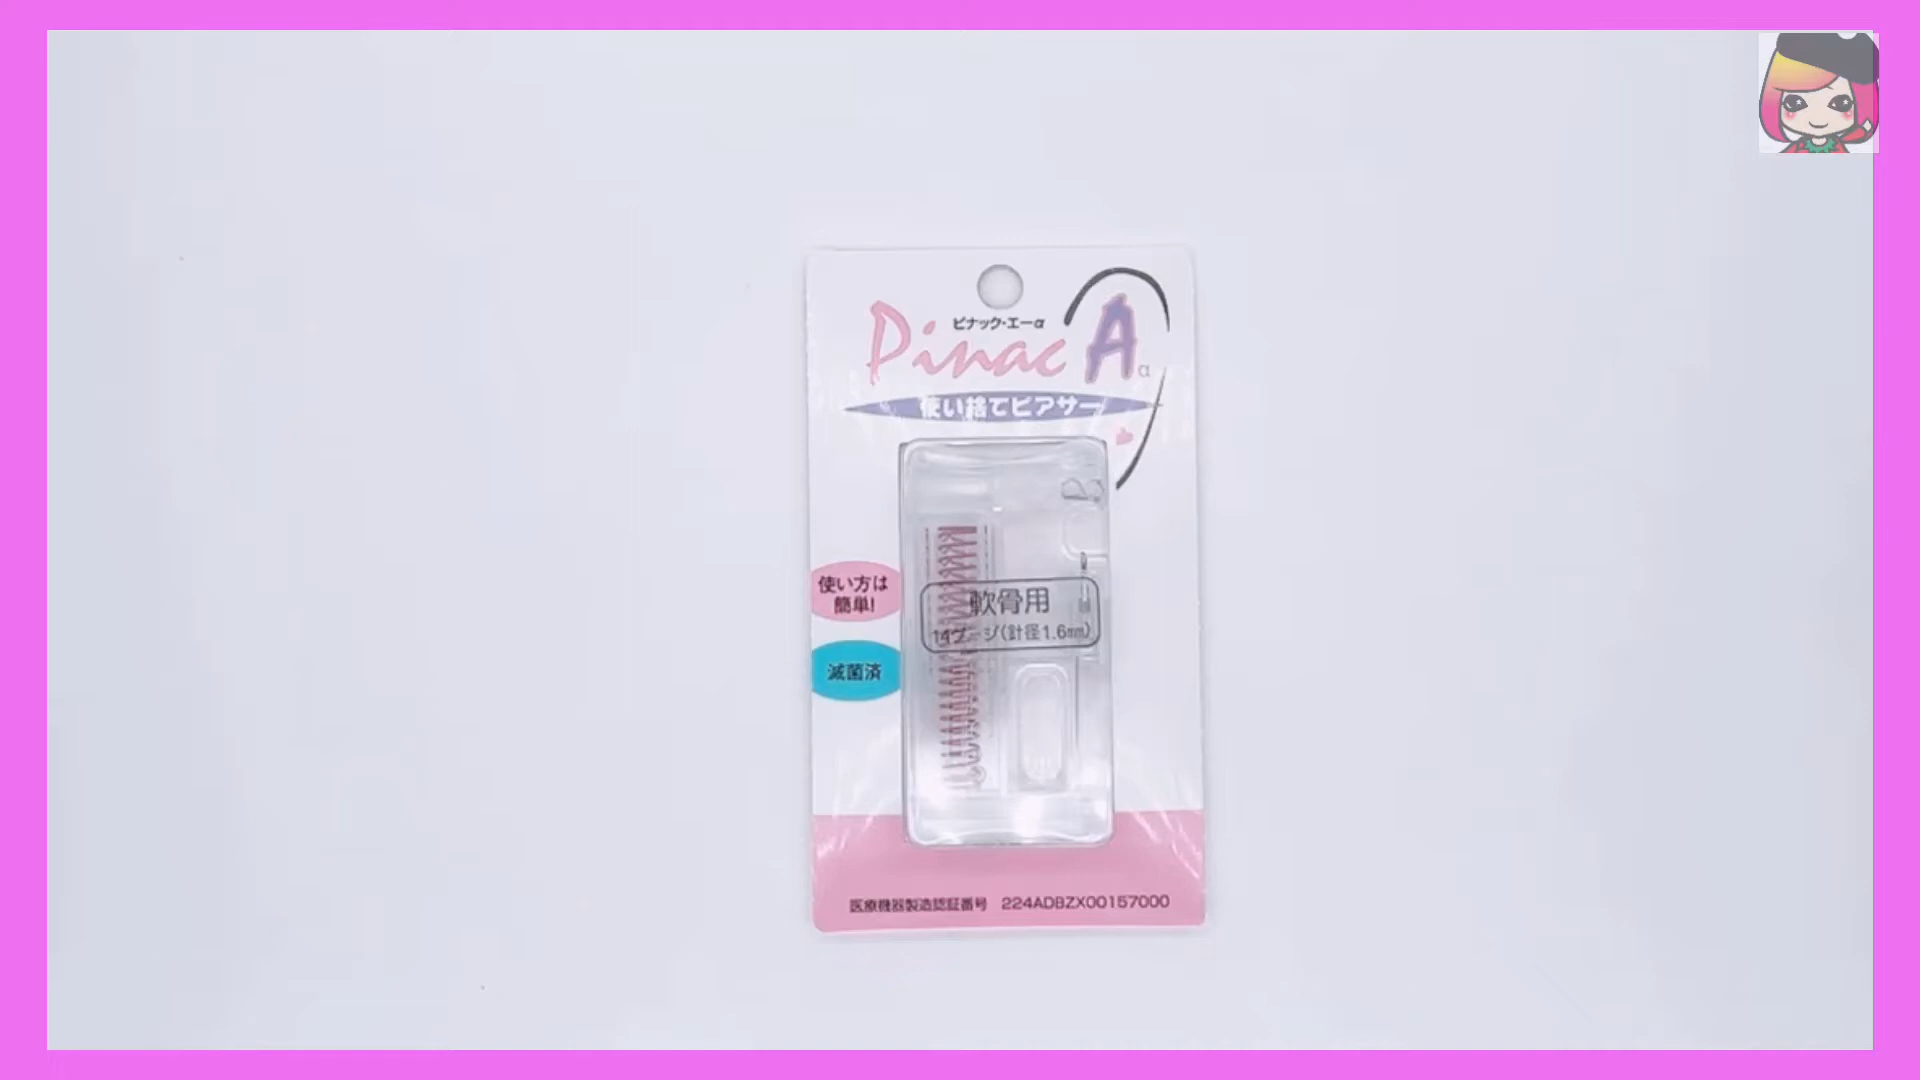 ピナック・エーα
Pinac Aα
使い捨てピアサー
使い方は
簡単!
軟骨用
14ゲージ(針径1.6mm)
滅菌済
医療機器製造認証番号 224ADBZX00157000